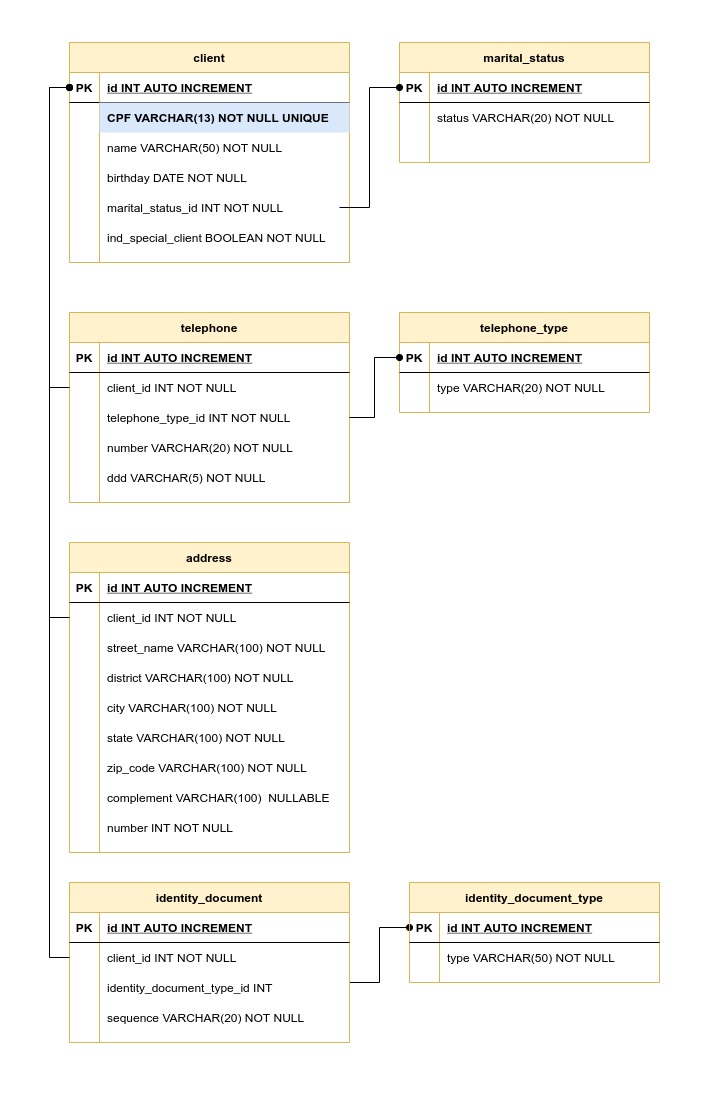 client
PK id INT AUTO INCREMENT
CPF VARCHAR(13) NOT NULL UNIQUE
name VARCHAR(50) NOT NULL
birthday DATE NOT NULL
marital_status_id INT NOT NULL
ind_special_client BOOLEAN NOT NULL
marital_status
PK id INT AUTO INCREMENT
status VARCHAR(20) NOT NULL
telephone
PK id INT AUTO INCREMENT
client_id INT NOT NULL
telephone_type_id INT NOT NULL
number VARCHAR(20) NOT NULL
ddd VARCHAR(5) NOT NULL
telephone_type
PK id INT AUTO INCREMENT
type VARCHAR(20) NOT NULL
address
PK id INT AUTO INCREMENT
client_id INT NOT NULL
street_name VARCHAR(100) NOT NULL
district VARCHAR(100) NOT NULL
city VARCHAR(100) NOT NULL
state VARCHAR(100) NOT NULL
zip_code VARCHAR(100) NOT NULL
complement VARCHAR(100)  NULLABLE
number INT NOT NULL
identity_document
PK id INT AUTO INCREMENT
client_id INT NOT NULL
identity_document_type_id INT
sequence VARCHAR(20) NOT NULL
identity_document_type
PK id INT AUTO INCREMENT
type VARCHAR(50) NOT NULL